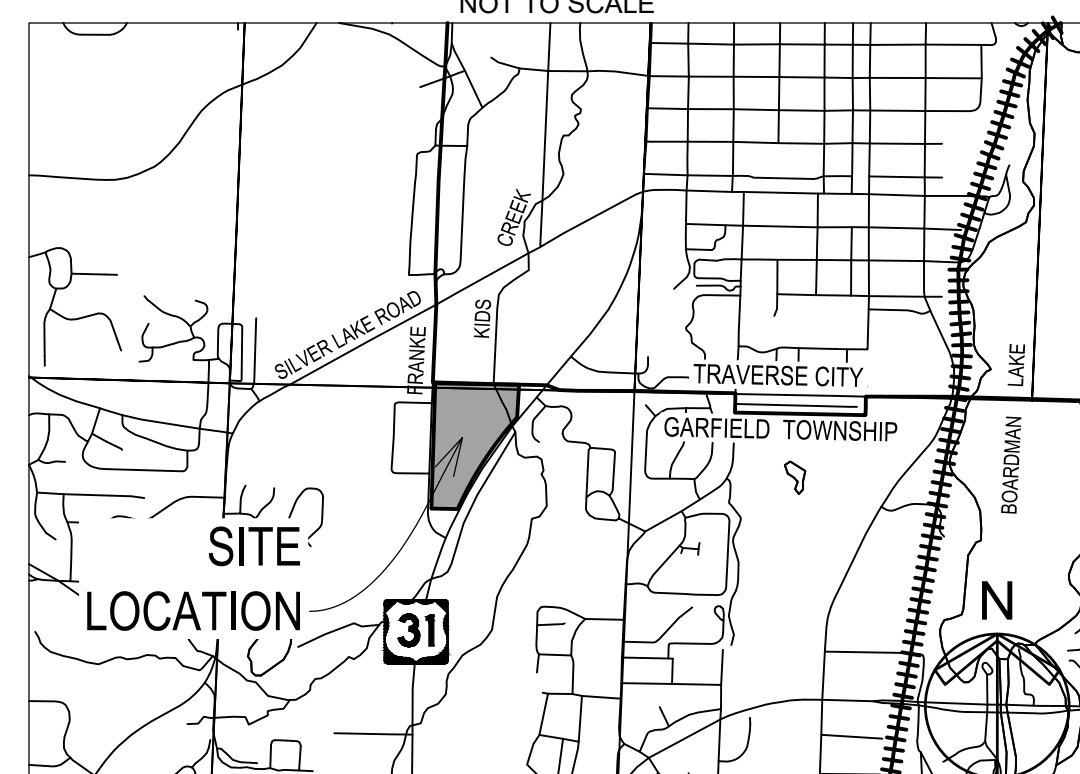 NOT TO SCALE
CREEK
KIDS
SILVER LAKE ROAD
FRANKE
TRAVERSE CITY
GARFIELD TOWNSHIP
LAKE
BOARDMAN
SITE
LOCATION
31
N